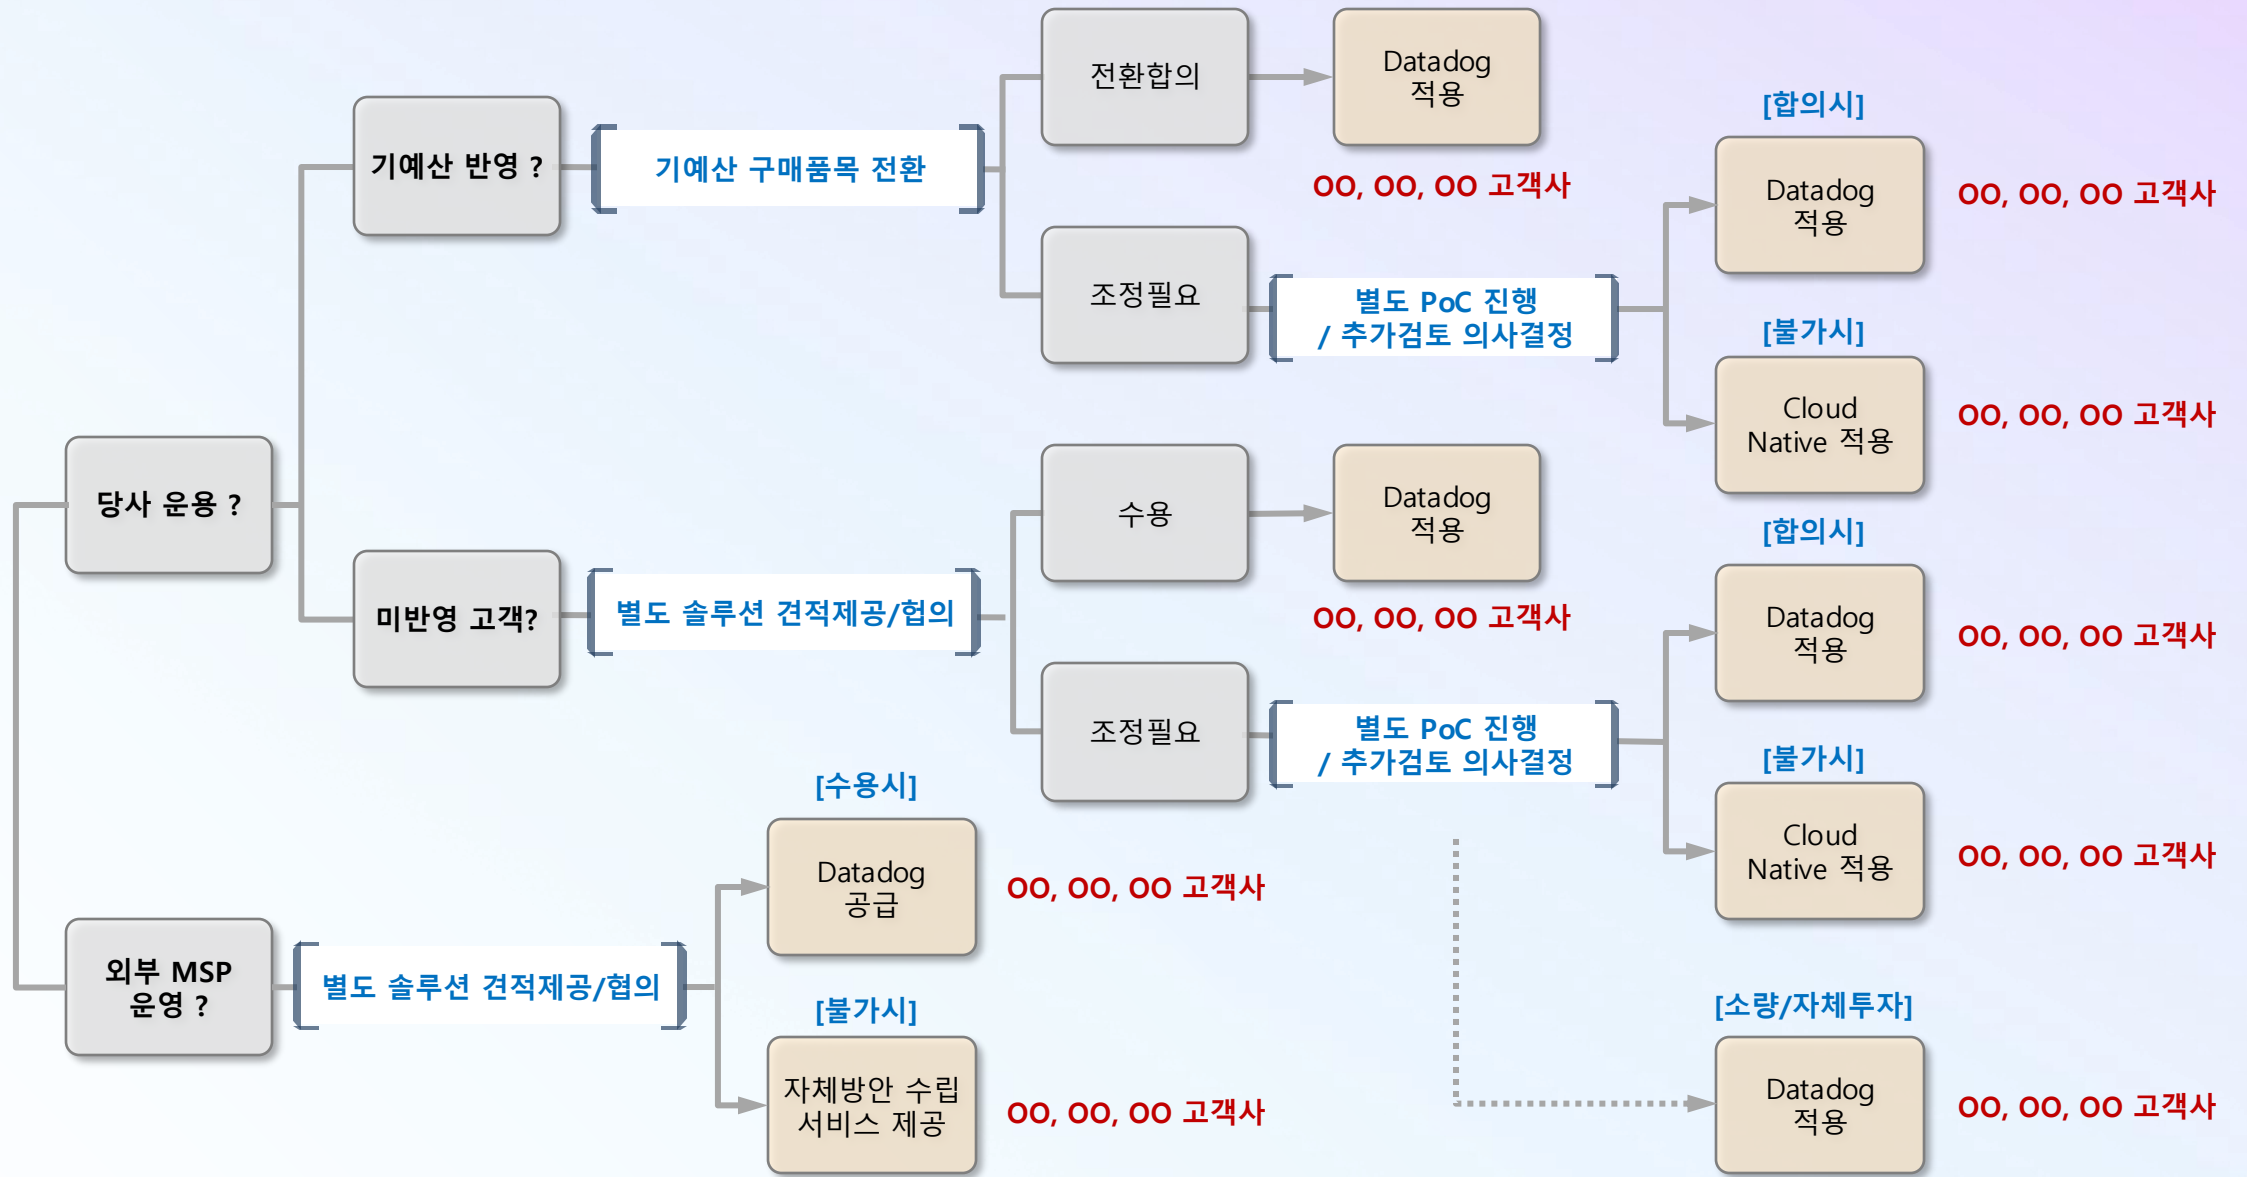 전환합의
Datadog
적용
OO, OO, OO 고객사
기예산 반영 ?
기예산 구매품목 전환
조정필요
별도 PoC 진행
/ 추가검토 의사결정
[합의시]
Datadog
적용
OO, OO, OO 고객사
[불가시]
Cloud
Native 적용
OO, OO, OO 고객사
당사 운용 ?
미반영 고객?
별도 솔루션 견적제공/협의
수용
Datadog
적용
OO, OO, OO 고객사
조정필요
별도 PoC 진행
/ 추가검토 의사결정
[합의시]
Datadog
적용
OO, OO, OO 고객사
[불가시]
Cloud
Native 적용
OO, OO, OO 고객사
외부 MSP
운영 ?
별도 솔루션 견적제공/협의
[수용시]
Datadog
공급
OO, OO, OO 고객사
[불가시]
자체방안 수립
서비스 제공
OO, OO, OO 고객사
[소량/자체투자]
Datadog
적용
OO, OO, OO 고객사